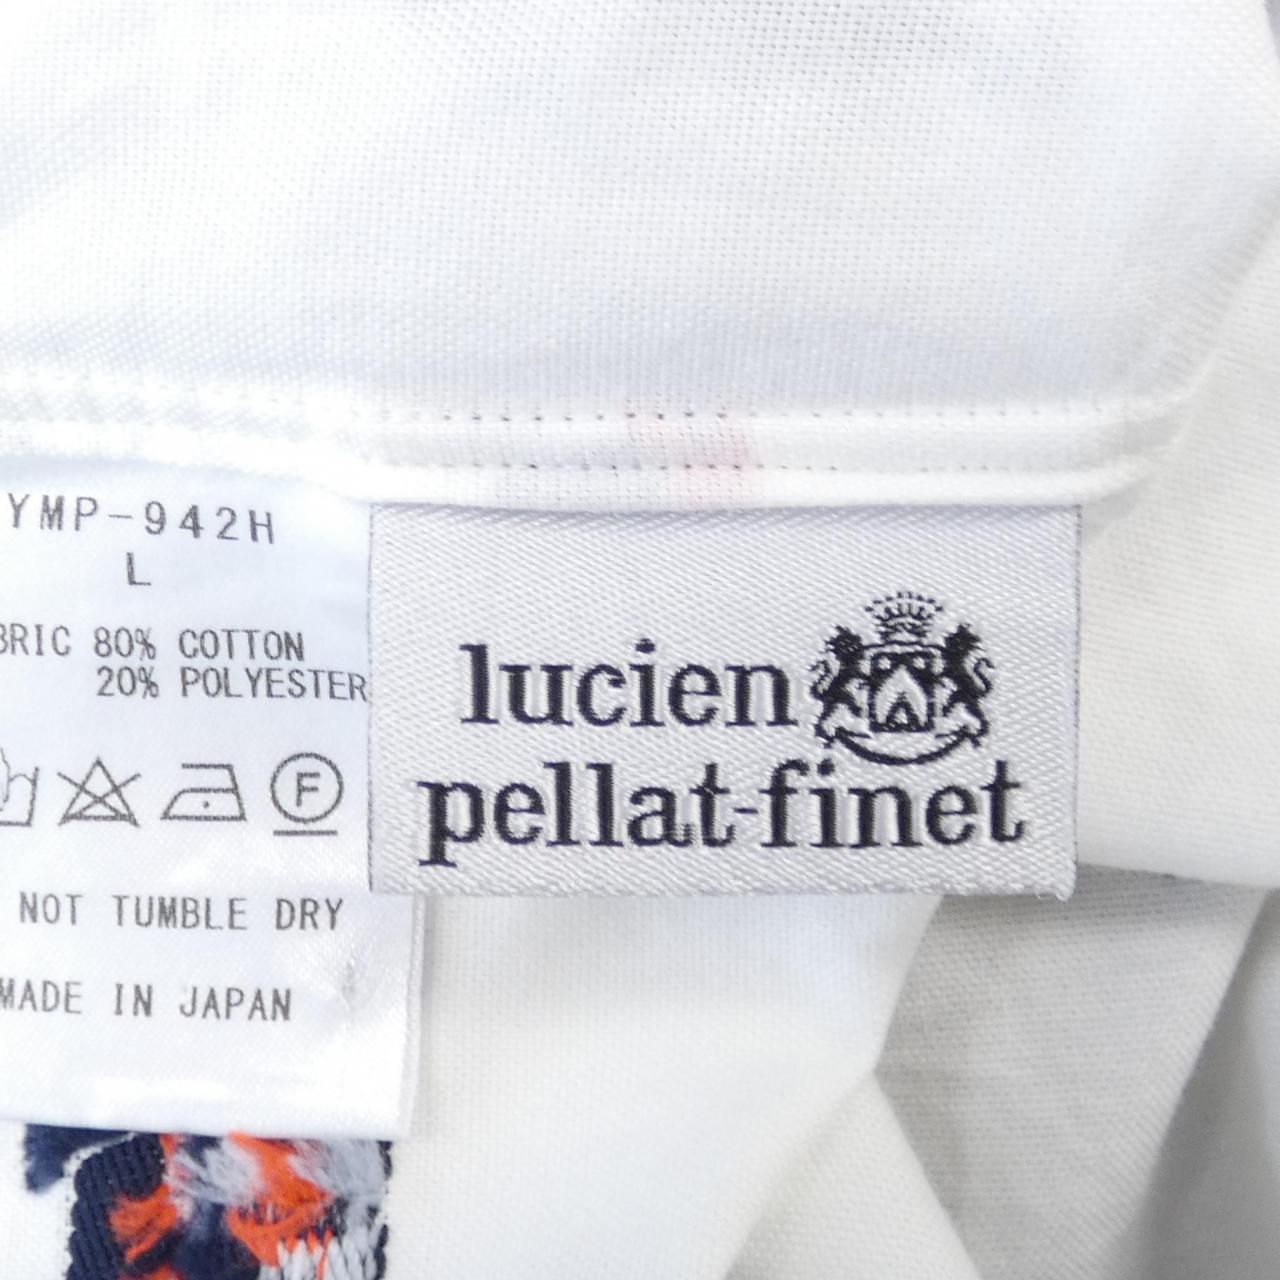 YMP-942H
L
BRIC 80% COTTON
20% POLYESTER
F
NOT TUMBLE DRY
MADE IN JAPAN
lucien
pellat-finet